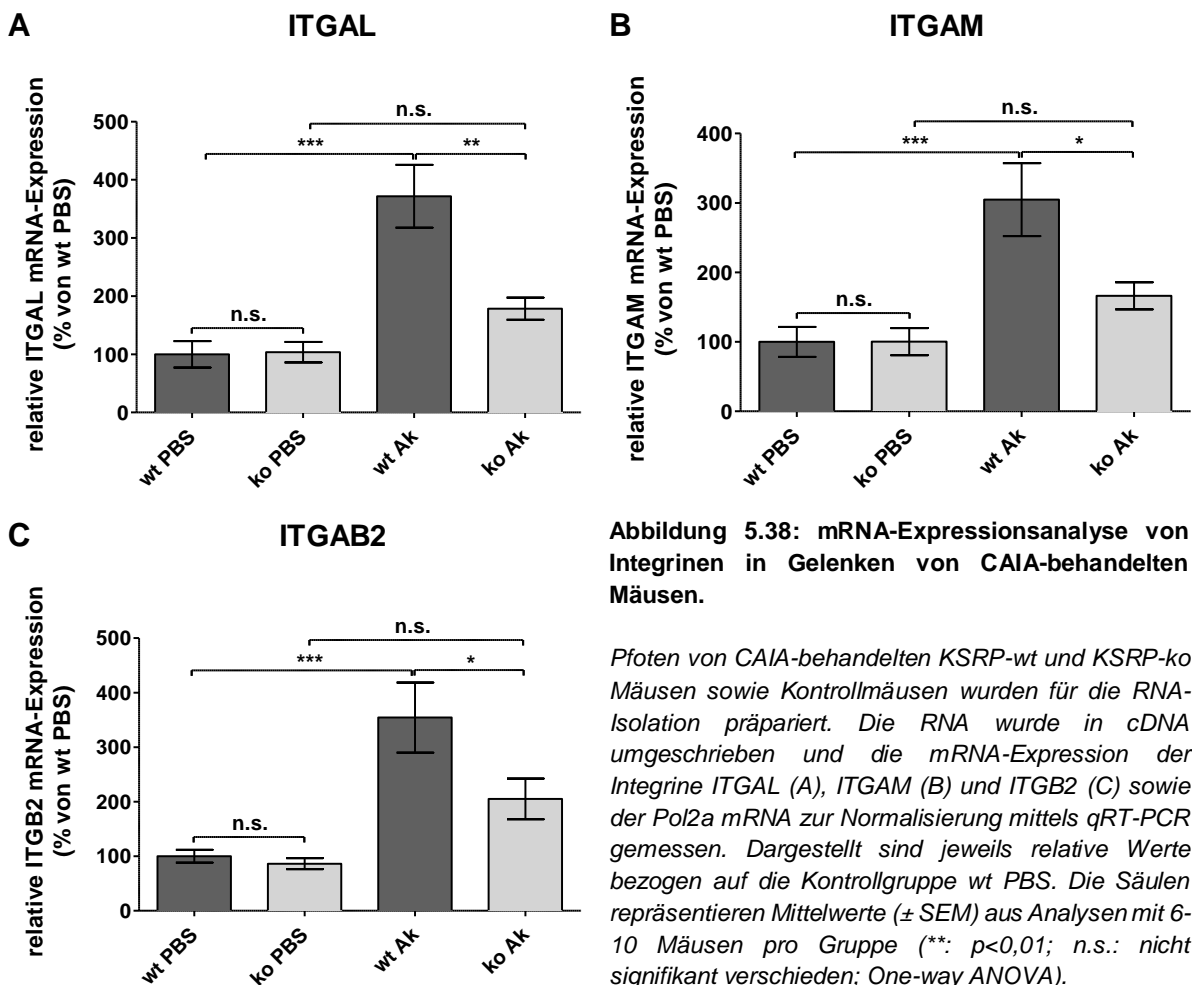 A
ITGAL
relative ITGAL mRNA-Expression
(% von wt PBS)
500
400
300
200
100
0
n.s.
***
**
n.s.
wt PBS
ko PBS
wt Ak
ko Ak
B
ITGAM
relative ITGAM mRNA-Expression
(% von wt PBS)
400
300
200
100
0
n.s.
***
*
n.s.
wt PBS
ko PBS
wt Ak
ko Ak
C
ITGAB2
relative ITGB2 mRNA-Expression
(% von wt PBS)
500
400
300
200
100
0
n.s.
***
*
n.s.
wt PBS
ko PBS
wt Ak
ko Ak
Abbildung 5.38: mRNA-Expressionsanalyse von
Integrinen in Gelenken von CAIA-behandelten
Mäusen.
Pfoten von CAIA-behandelten KSRP-wt und KSRP-ko
Mäusen sowie Kontrollmäusen wurden für die RNA-
Isolation präpariert. Die RNA wurde in cDNA
umgeschrieben und die mRNA-Expression der
Integrine ITGAL (A), ITGAM (B) und ITGB2 (C) sowie
der Pol2a mRNA zur Normalisierung mittels qRT-PCR
gemessen. Dargestellt sind jeweils relative Werte
bezogen auf die Kontrollgruppe wt PBS. Die Säulen
repräsentieren Mittelwerte (± SEM) aus Analysen mit 6-
10 Mäusen pro Gruppe (**: p<0,01; n.s.: nicht
signifikant verschieden; One-way ANOVA).